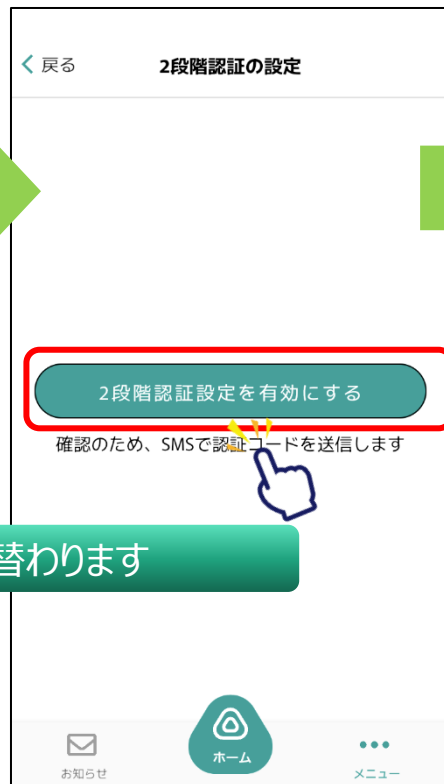 戻る
2段階認証の設定
2段階認証設定を有効にする
確認のため、SMSで認証コードを送信します
替わります
お知らせ
ホーム
メニュー